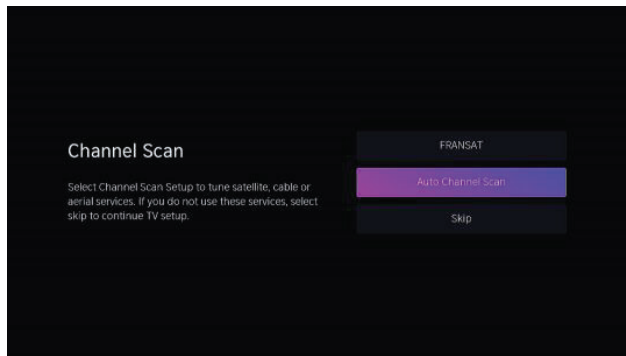 Channel Scan
Select Channel Scan Setup to tune satellite, cable or
aerial services. If you do not use these services, select
skip to continue TV setup.
FRANSAT
Auto Channel Scan
Skip